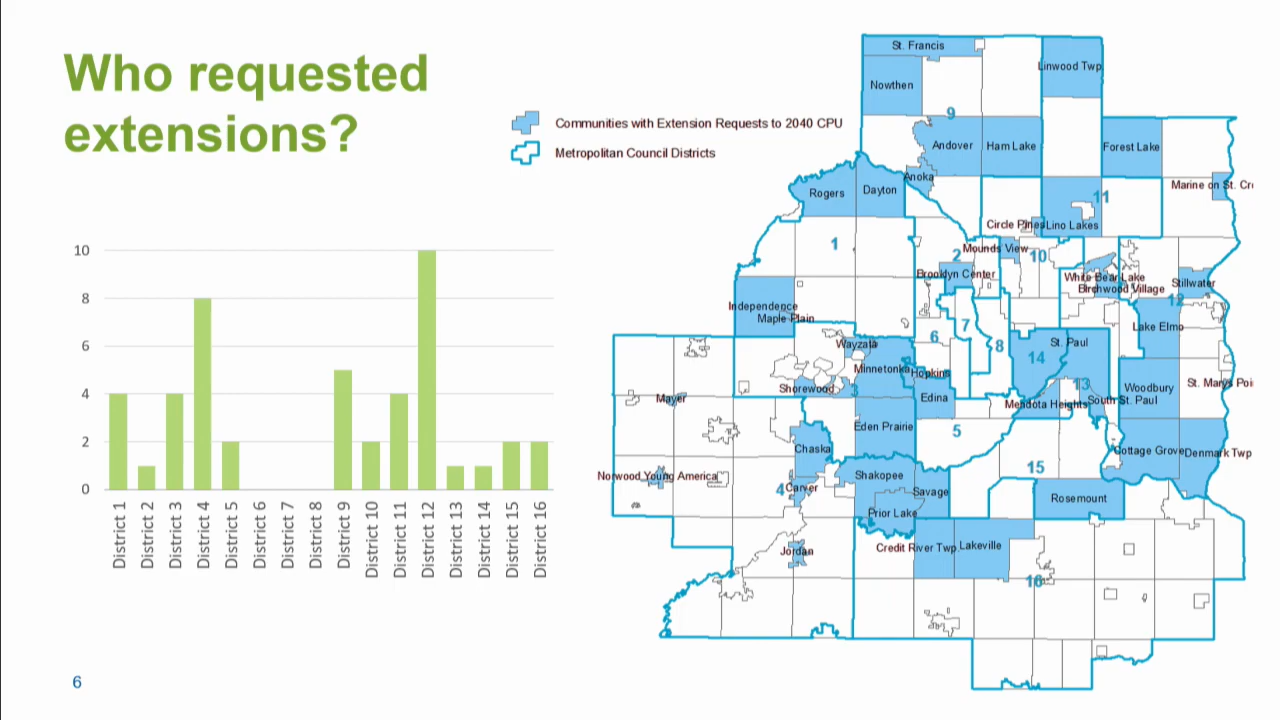 Who requested
extensions?
Communities with Extension Requests to 2040 CPU
Metropolitan Council Districts
10
8
6
4
2
0
District 1
District 2
District 3
District 4
District 5
District 6
District 7
District 8
District 9
District 10
District 11
District 12
District 13
District 14
District 15
District 16
St. Francis
Linwood Twp.
Nowthen
9
Andover
Ham Lake
Forest Lake
Anoka
Rogers
Dayton
Marine on St. Cr
11
Circle Pines
Lino Lakes
1
2
Mounds View
10
Brooklyn Center
White Bear Lake
Birchwood Village
Stillwater
12
Independence
Maple Plain
Lake Elmo
6
7
8
Wayzata
St. Paul
14
Minnetonka
Hopkins
13
Shorewood
3
Edina
Woodbury
St. Marys Poi
Mayer
Mendota Heights
South St. Paul
Eden Prairie
5
Chaska
Cottage Grove
Denmark Twp.
15
Norwood Young America
Shakopee
4
Carver
Savage
Rosemount
Prior Lake
Jordan
Credit River Twp.
Lakeville
16
6